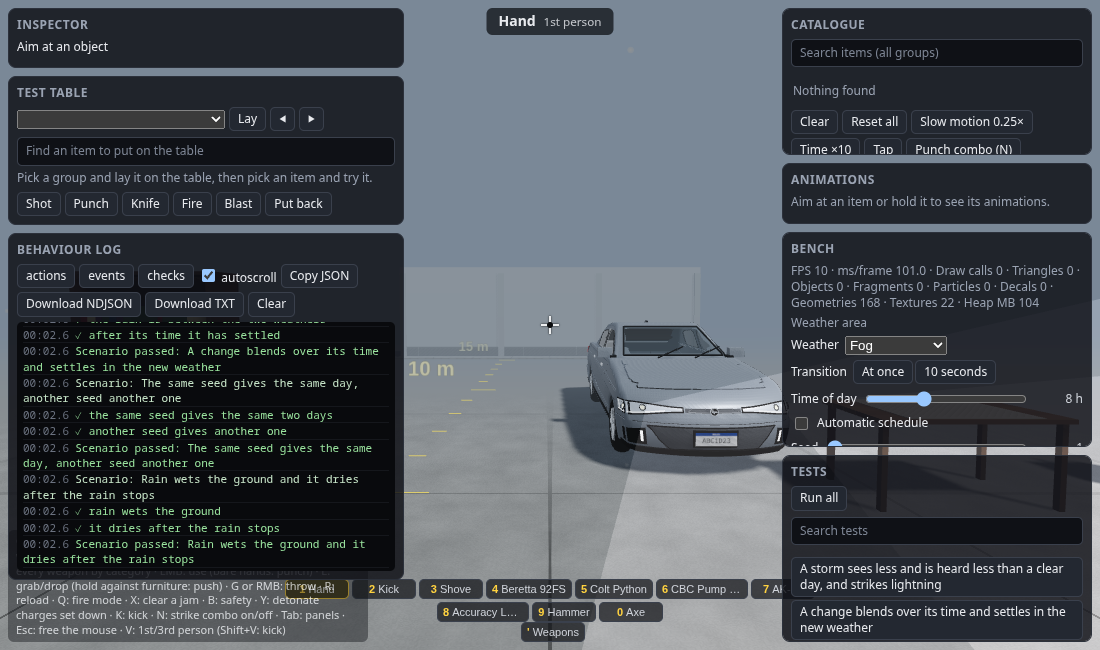 INSPECTOR
Aim at an object
TEST TABLE
Lay ◄ ►
Find an item to put on the table
Pick a group and lay it on the table, then pick an item and try it.
Shot Punch Knife Fire Blast Put back
BEHAVIOUR LOG
actions events checks autoscroll Copy JSON
Download NDJSON Download TXT Clear
00:02.6 ✓ after its time it has settled
00:02.6 Scenario passed: A change blends over its time
and settles in the new weather
00:02.6 Scenario: The same seed gives the same day,
another seed another one
00:02.6 ✓ the same seed gives the same two days
00:02.6 ✓ another seed gives another one
00:02.6 Scenario passed: The same seed gives the same
day, another seed another one
00:02.6 Scenario: Rain wets the ground and it dries
after the rain stops
00:02.6 ✓ rain wets the ground
00:02.6 ✓ it dries after the rain stops
00:02.6 Scenario passed: Rain wets the ground and it
dries after the rain stops
grab/drop (hold against furniture: push) · G or RMB: throw · R:
reload · Q: fire mode · X: clear a jam · B: safety · Y: detonate
charges set down · K: kick · N: strike combo on/off · Tab: panels ·
Esc: free the mouse · V: 1st/3rd person (Shift+V: kick)
Hand 1st person
15 m
10 m
1 Hand 2 Kick 3 Shove 4 Beretta 92FS 5 Colt Python 6 CBC Pump … 7 AK
8 Accuracy L… 9 Hammer 0 Axe
' Weapons
CATALOGUE
Search items (all groups)
Nothing found
Clear Reset all Slow motion 0.25×
Time ×10 Tap Punch combo (N)
ANIMATIONS
Aim at an item or hold it to see its animations.
BENCH
FPS 10 · ms/frame 101.0 · Draw calls 0 · Triangles 0 ·
Objects 0 · Fragments 0 · Particles 0 · Decals 0 ·
Geometries 168 · Textures 22 · Heap MB 104
Weather area
Weather Fog
Transition At once 10 seconds
Time of day 8 h
Automatic schedule
TESTS
Run all
Search tests
A storm sees less and is heard less than a clear
day, and strikes lightning
A change blends over its time and settles in the
new weather